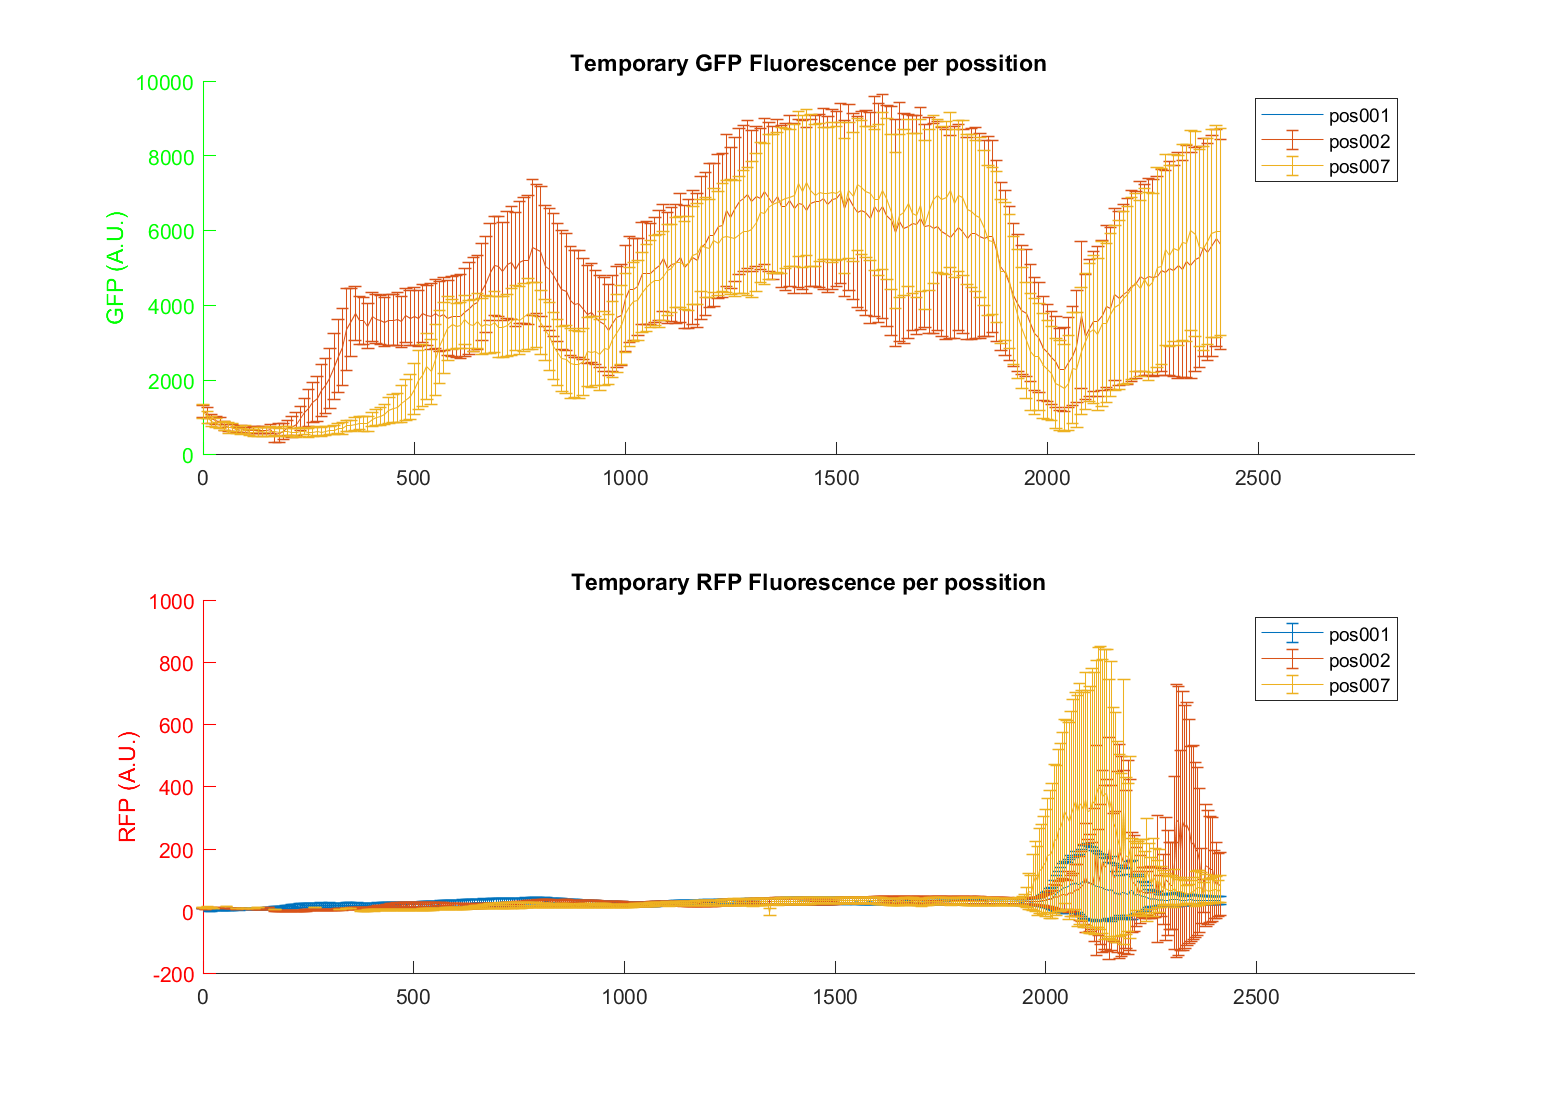 Temporary GFP Fluorescence per possition
10000
8000
6000
4000
2000
0
GFP (A.U.)
0 500 1000 1500 2000 2500
pos001
pos002
pos007
Temporary RFP Fluorescence per possition
1000
800
600
400
200
0
-200
RFP (A.U.)
0 500 1000 1500 2000 2500
pos001
pos002
pos007